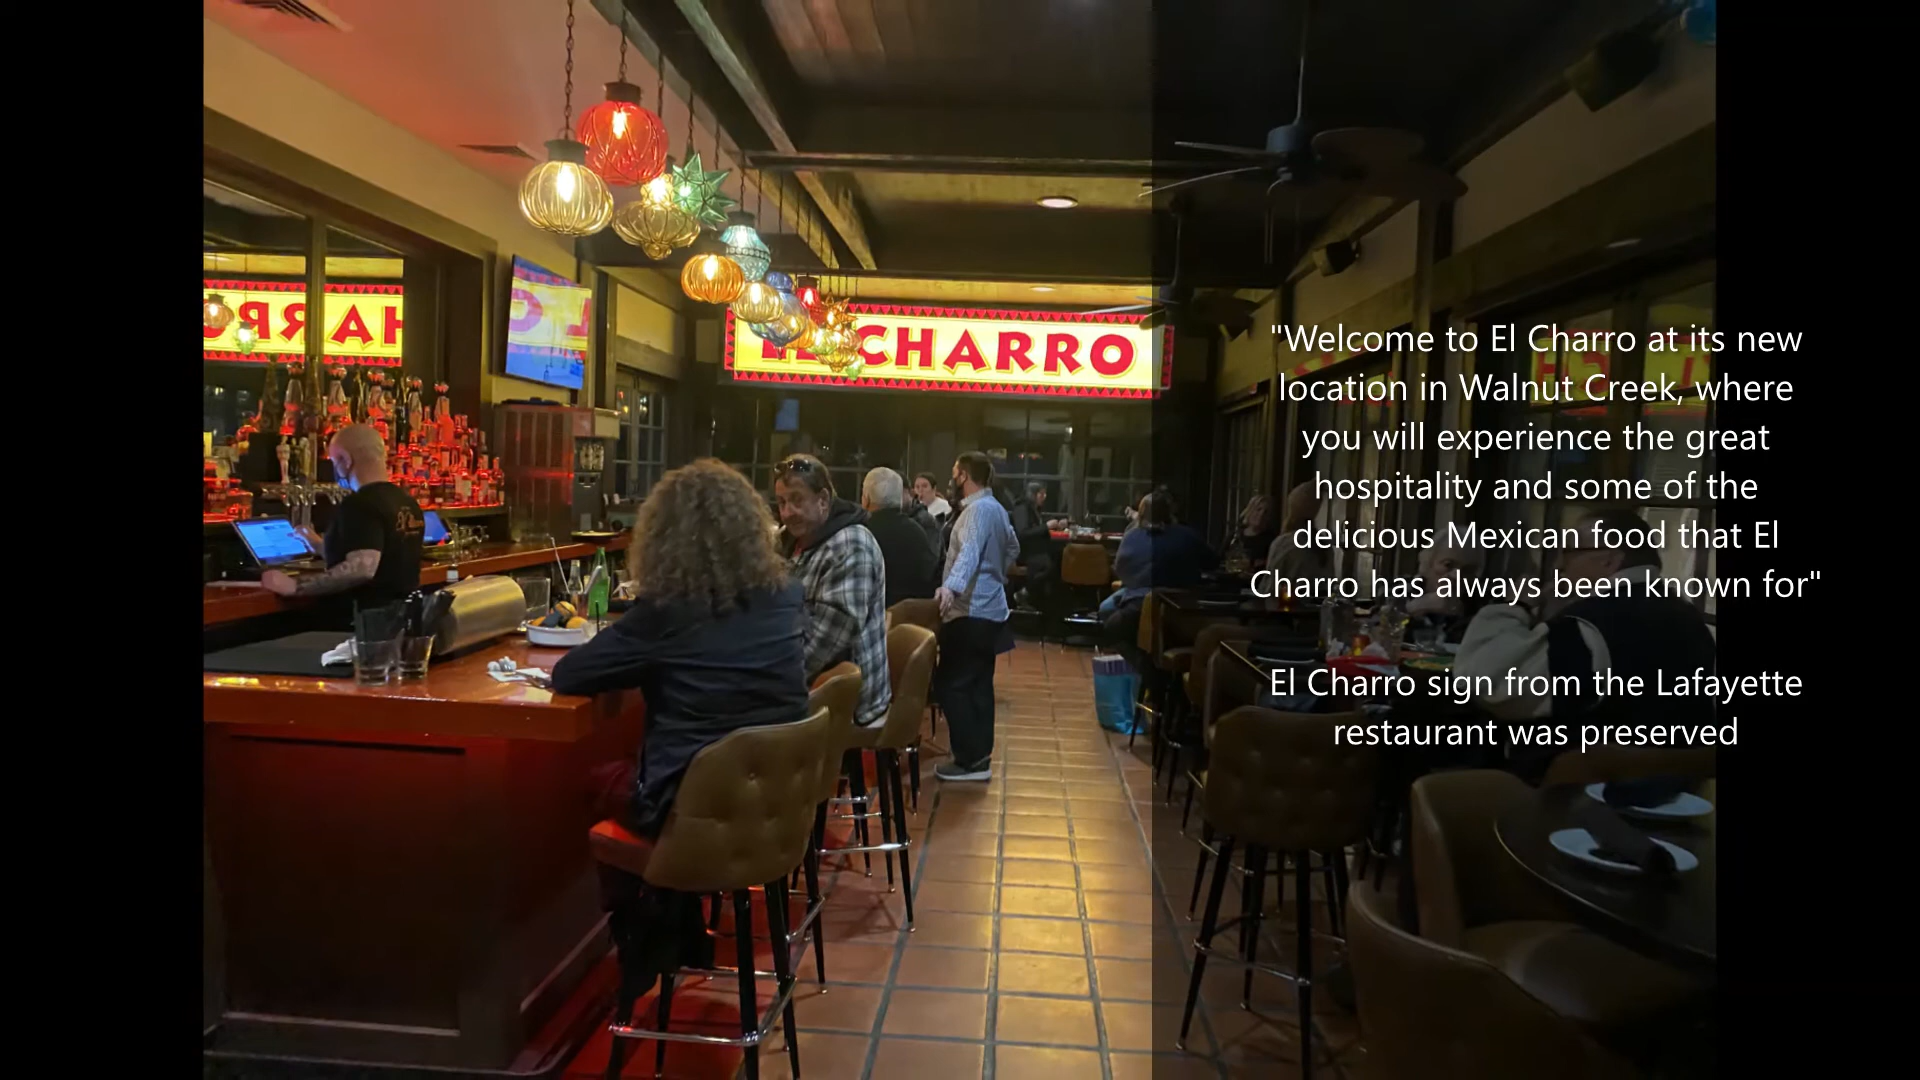 EL CHARRO
"Welcome to El Charro at its new
location in Walnut Creek, where
you will experience the great
hospitality and some of the
delicious Mexican food that El
Charro has always been known for"
El Charro sign from the Lafayette
restaurant was preserved